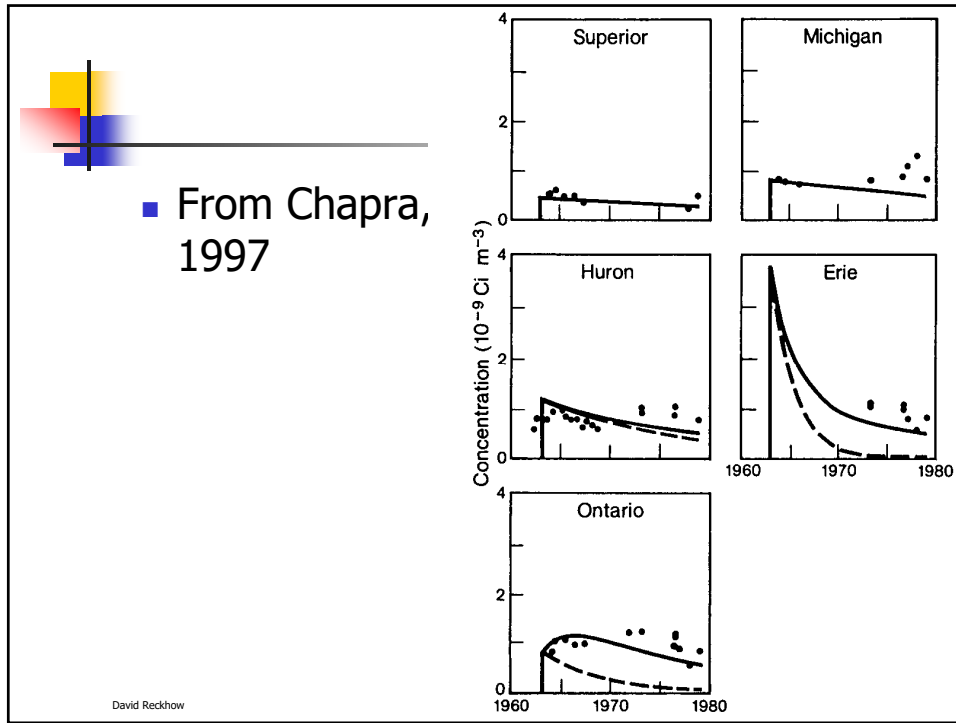 From Chapra,
1997
David Reckhow
Concentration (10⁻⁹ Ci m⁻³)
Superior
4
2
0
Michigan
Huron
4
2
0
Erie
1960
1970
1980
Ontario
4
2
0
1960
1970
1980